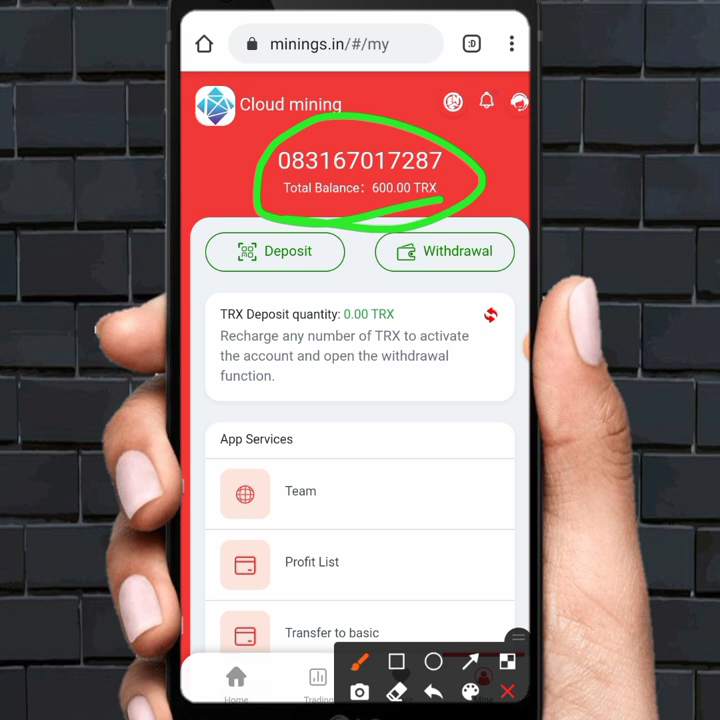 minings.in/#/my
:D
Cloud mining
083167017287
Total Balance: 600.00 TRX
Deposit
Withdrawal
TRX Deposit quantity: 0.00 TRX
Recharge any number of TRX to activate
the account and open the withdrawal
function.
App Services
Team
Profit List
Transfer to basic
Home
Trading